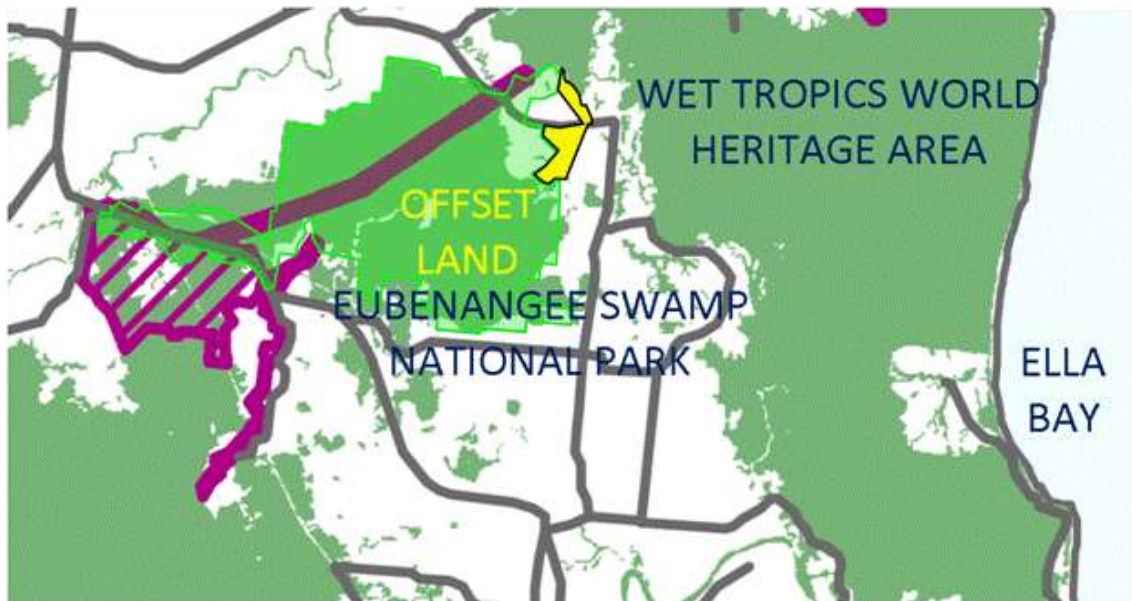 WET TROPICS WORLD
HERITAGE AREA
OFFSET
LAND
EUBENANGEE SWAMP
NATIONAL PARK
ELLA
BAY